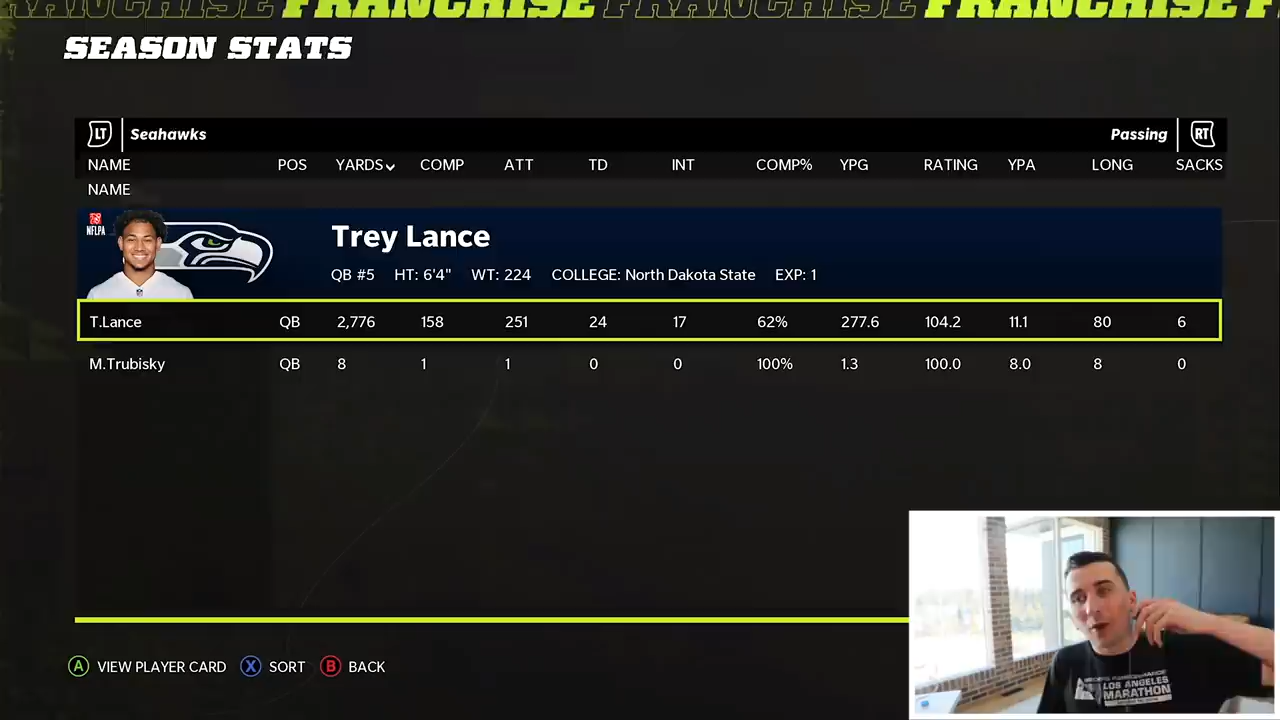 FRANCHISE FRANCHISE FRANCHISE FRANCHISE F
SEASON STATS
LT Seahawks Passing RT
NAME POS YARDS COMP ATT TD INT COMP% YPG RATING YPA LONG SACKS
NAME
NFLPA
Trey Lance
QB #5 HT: 6'4" WT: 224 COLLEGE: North Dakota State EXP: 1
T.Lance QB 2,776 158 251 24 17 62% 277.6 104.2 11.1 80 6
M.Trubisky QB 8 1 1 0 0 100% 1.3 100.0 8.0 8 0
A VIEW PLAYER CARD X SORT B BACK
LOS ANGELES
MARATHON